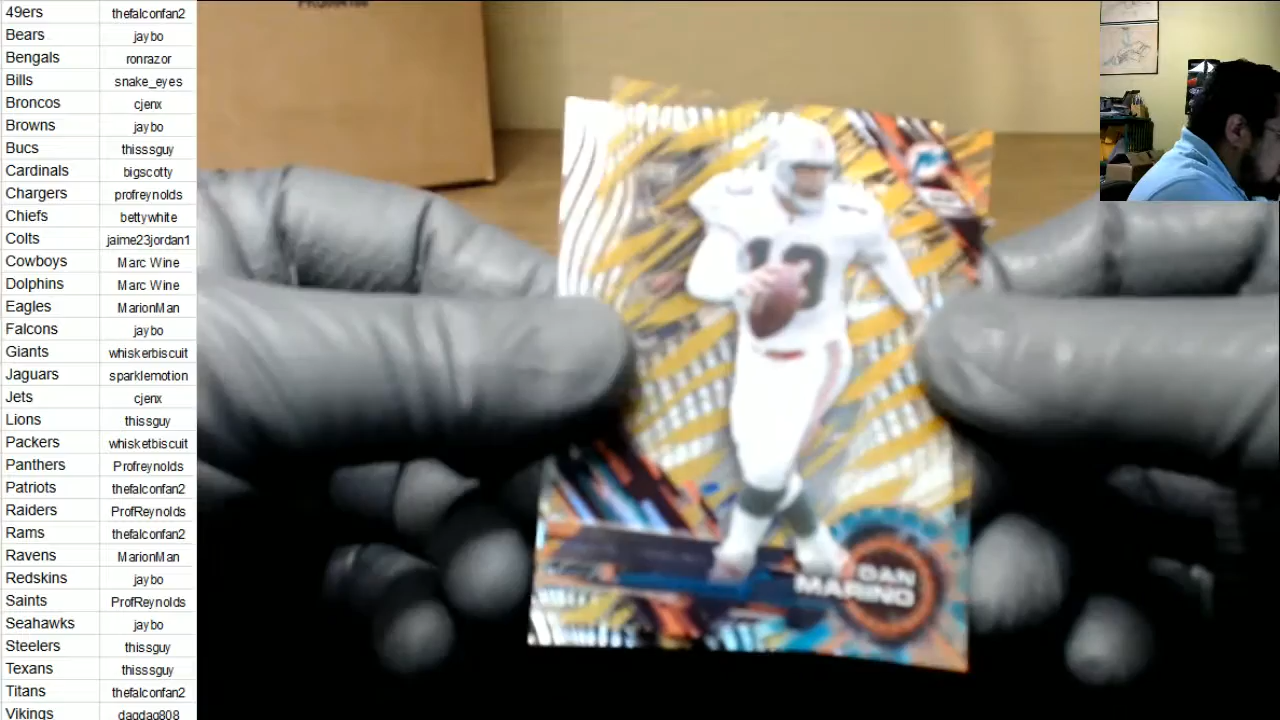 49ers thefalconfan2
Bears jaybo
Bengals ronrazor
Bills snake_eyes
Broncos cjenx
Browns jaybo
Bucs thisssguy
Cardinals bigscotty
Chargers profreynolds
Chiefs bettywhite
Colts jaime23jordan1
Cowboys Marc Wine
Dolphins Marc Wine
Eagles MarionMan
Falcons jaybo
Giants whiskerbiscuit
Jaguars sparklemotion
Jets cjenx
Lions thissguy
Packers whisketbiscuit
Panthers Profreynolds
Patriots thefalconfan2
Raiders ProfReynolds
Rams thefalconfan2
Ravens MarionMan
Redskins jaybo
Saints ProfReynolds
Seahawks jaybo
Steelers thissguy
Texans thisssguy
Titans thefalconfan2
Vikings dagdag808
13
DAN
MARINO